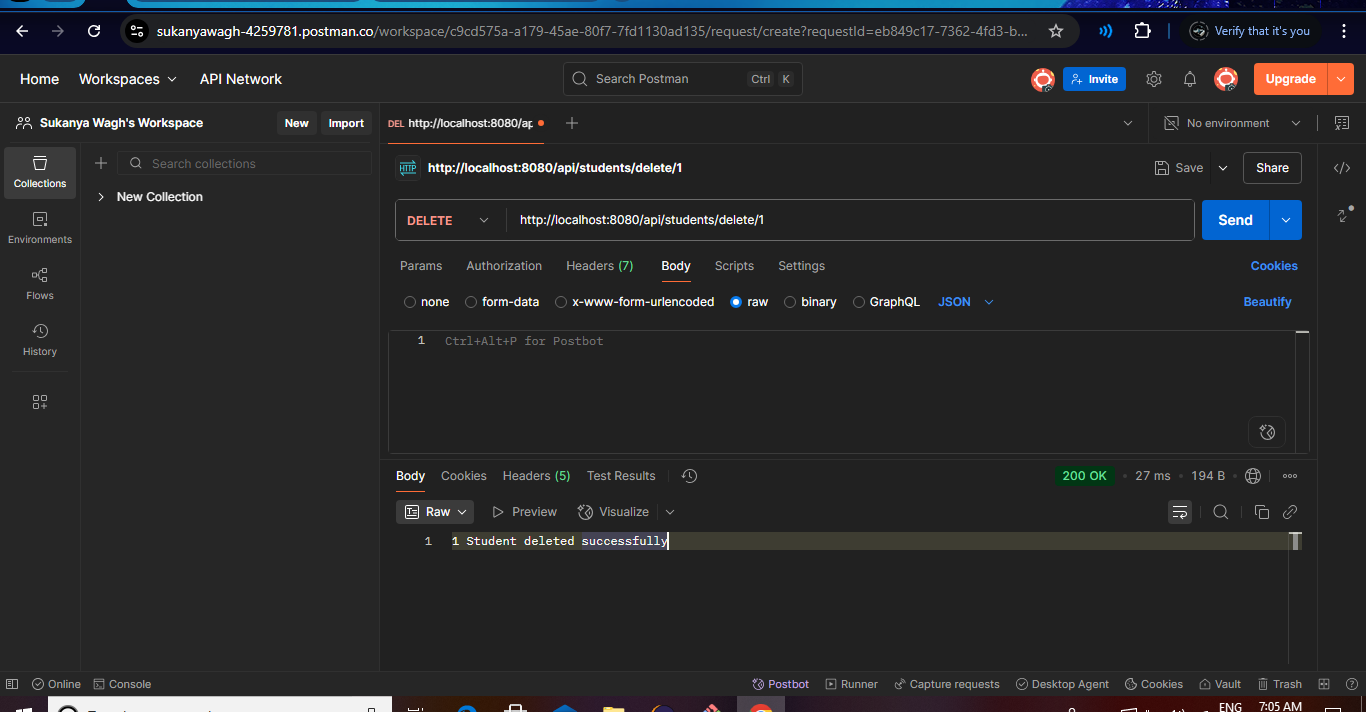 sukanyawagh-4259781.postman.co/workspace/c9cd575a-a179-45ae-80f7-7fd1130ad135/request/create?requestId=eb849c17-7362-4fd3-b...
Verify that it's you
Home
Workspaces
API Network
Search Postman
Ctrl
K
Invite
Upgrade
Sukanya Wagh's Workspace
New
Import
DEL http://localhost:8080/ap
No environment
Collections
Search collections
New Collection
Environments
Flows
History
HTTP
http://localhost:8080/api/students/delete/1
Save
Share
DELETE
http://localhost:8080/api/students/delete/1
Send
Params
Authorization
Headers (7)
Body
Scripts
Settings
Cookies
none
form-data
x-www-form-urlencoded
raw
binary
GraphQL
JSON
Beautify
1
Ctrl+Alt+P for Postbot
Body
Cookies
Headers (5)
Test Results
200 OK
27 ms
194 B
Raw
Preview
Visualize
1
1 Student deleted successfully
Online
Console
Postbot
Runner
Capture requests
Desktop Agent
Cookies
Vault
Trash
ENG
7:05 AM